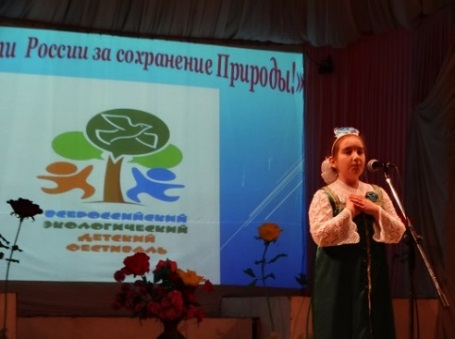 России за сохранение Природы!»
ВСЕРОССИЙСКИЙ
ЭКОЛОГИЧЕСКИЙ
ДЕТСКИЙ
ФЕСТИВАЛЬ